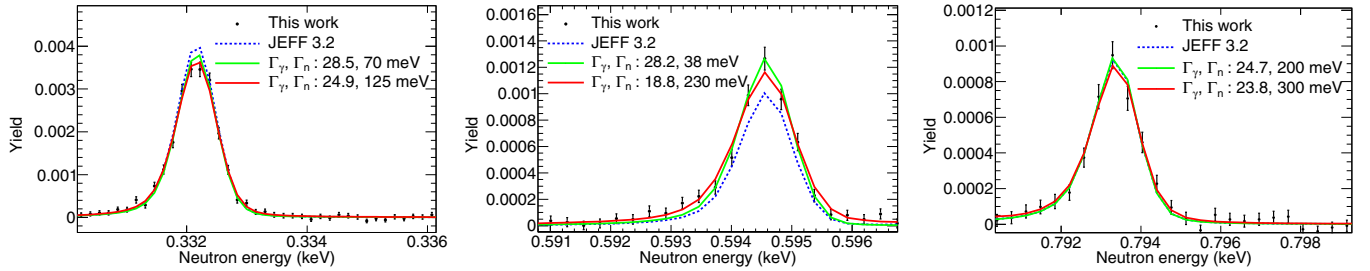 This work
JEFF 3.2
Γγ, Γn : 28.5, 70 meV
Γγ, Γn : 24.9, 125 meV
Yield
0.004
0.003
0.002
0.001
0
0.332
0.334
0.336
Neutron energy (keV)
This work
JEFF 3.2
Γγ, Γn : 28.2, 38 meV
Γγ, Γn : 18.8, 230 meV
Yield
0.0016
0.0014
0.0012
0.001
0.0008
0.0006
0.0004
0.0002
0
0.591
0.592
0.593
0.594
0.595
0.596
Neutron energy (keV)
This work
JEFF 3.2
Γγ, Γn : 24.7, 200 meV
Γγ, Γn : 23.8, 300 meV
Yield
0.0012
0.001
0.0008
0.0006
0.0004
0.0002
0
0.792
0.794
0.796
0.798
Neutron energy (keV)